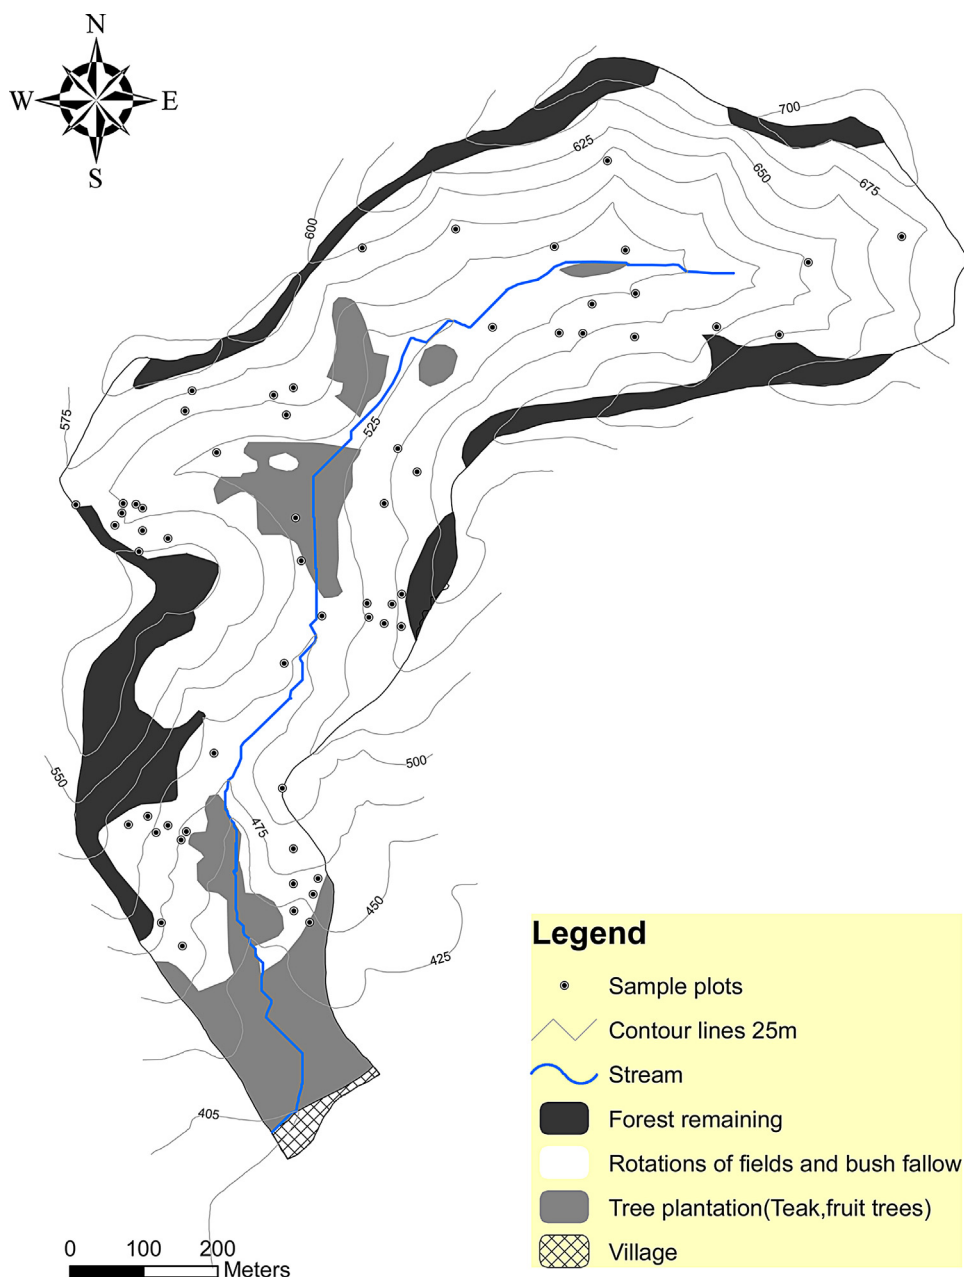 N
W E
S
700
625
650
675
600
575
525
550
500
475
450
425
405
Legend
Sample plots
Contour lines 25m
Stream
Forest remaining
Rotations of fields and bush fallow
Tree plantation(Teak,fruit trees)
Village
0 100 200
Meters